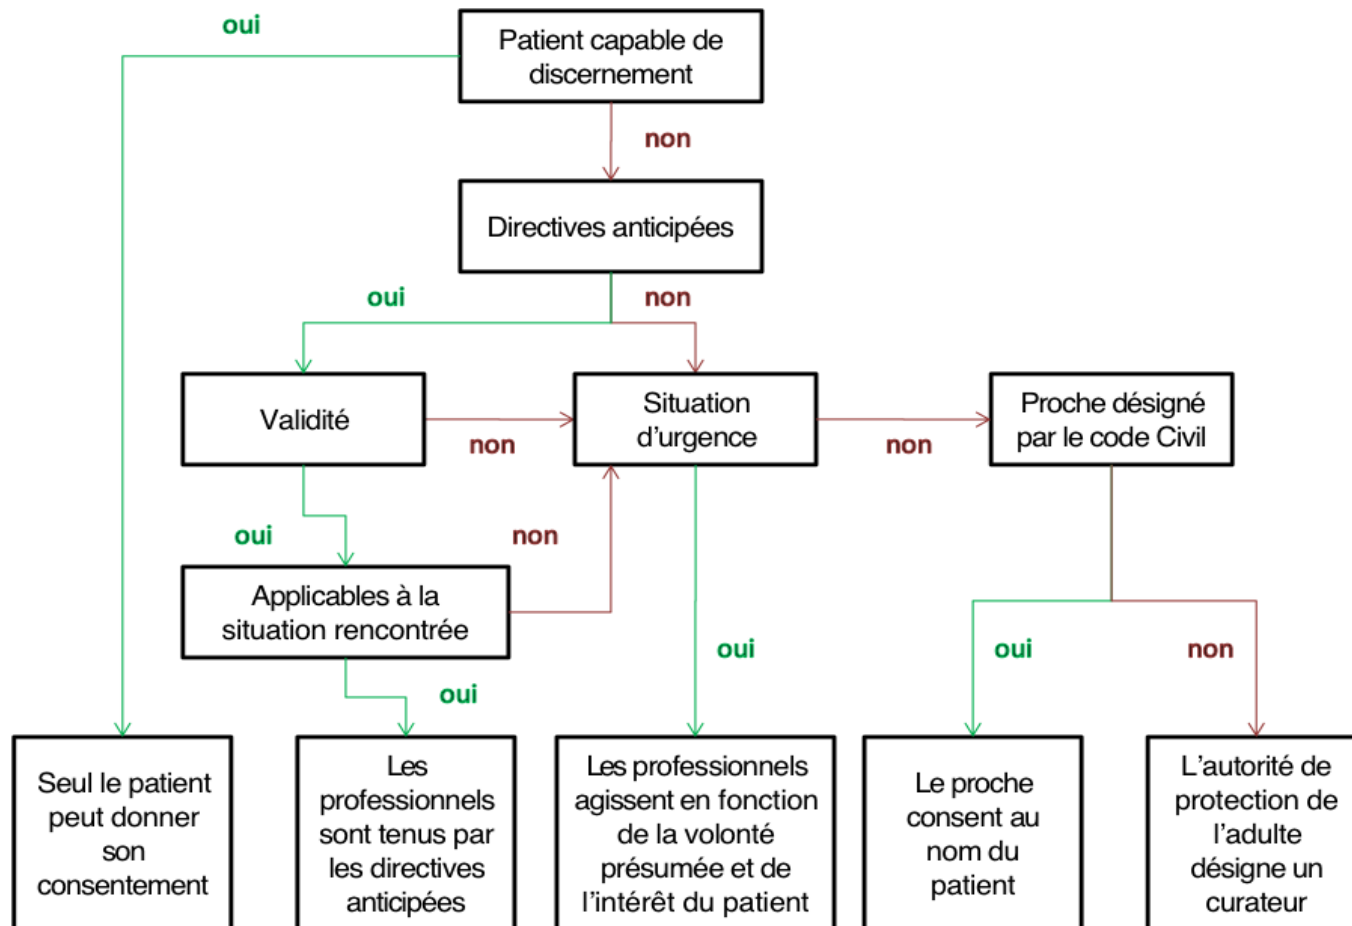 oui
Patient capable de
discernement
non
Directives anticipées
oui
non
Validité
non
Situation
d'urgence
non
Proche désigné
par le code Civil
oui
non
Applicables à la
situation rencontrée
oui
oui
oui
non
Seul le patient
peut donner
son
consentement
Les
professionnels
sont tenus par
les directives
anticipées
Les professionnels
agissent en fonction
de la volonté
présumée et de
l'intérêt du patient
Le proche
consent au
nom du
patient
L'autorité de
protection de
l'adulte
désigne un
curateur